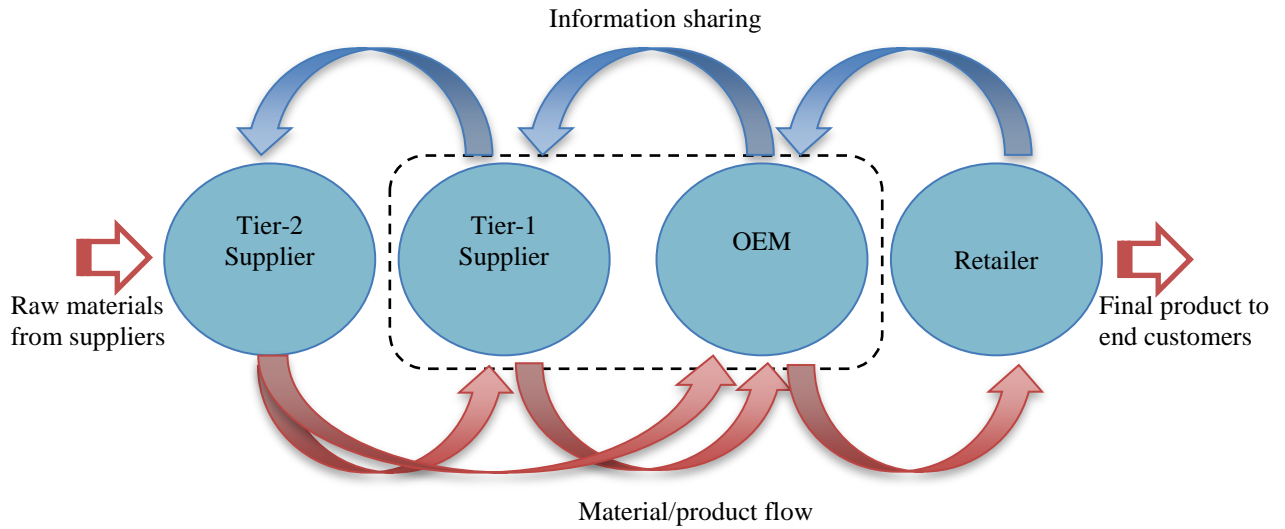 Information sharing
Tier-2
Supplier
Tier-1
Supplier
OEM
Retailer
Raw materials
from suppliers
Final product to
end customers
Material/product flow